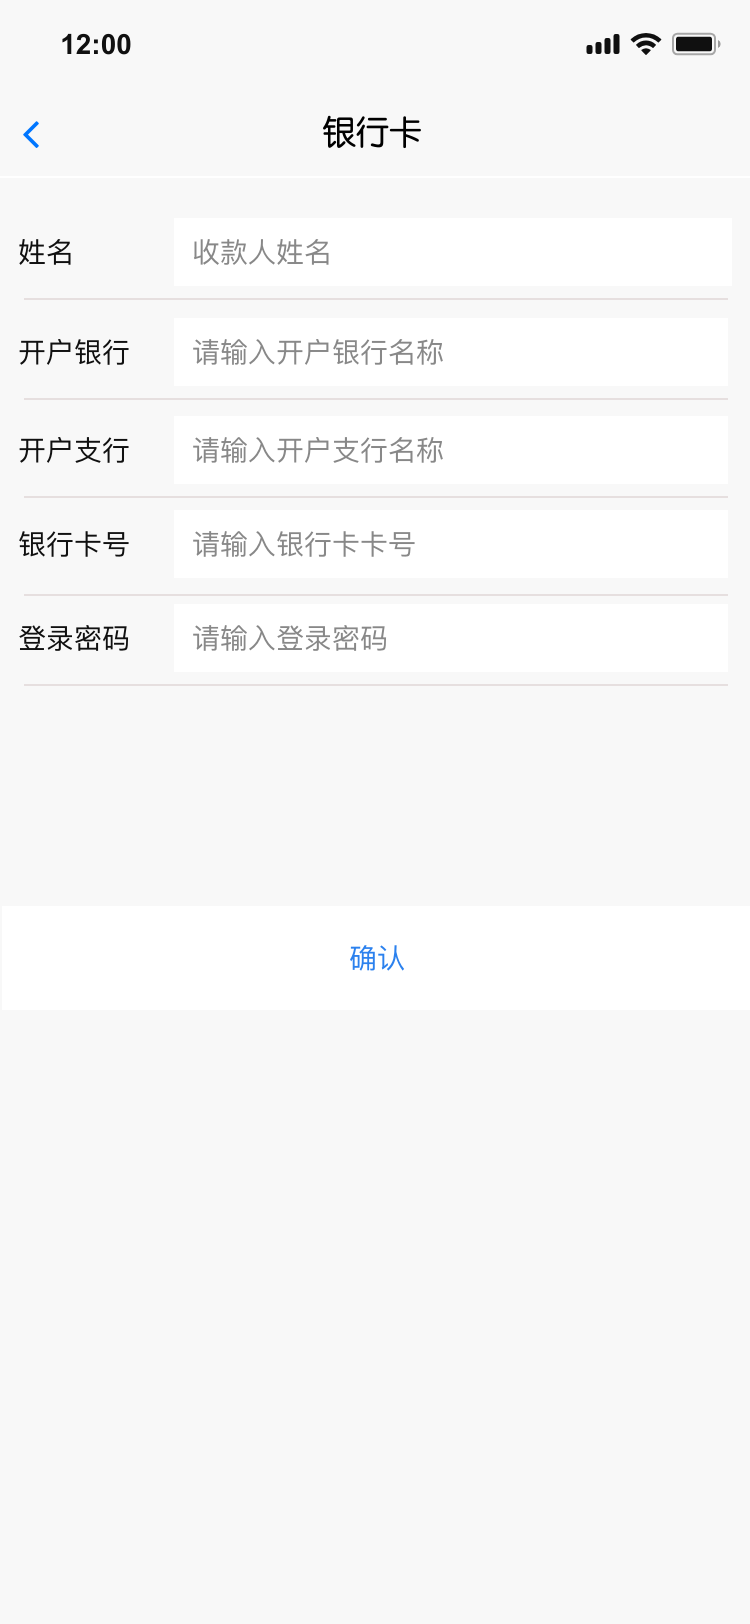 12:00
银行卡
姓名 收款人姓名
开户银行 请输入开户银行名称
开户支行 请输入开户支行名称
银行卡号 请输入银行卡卡号
登录密码 请输入登录密码
确认